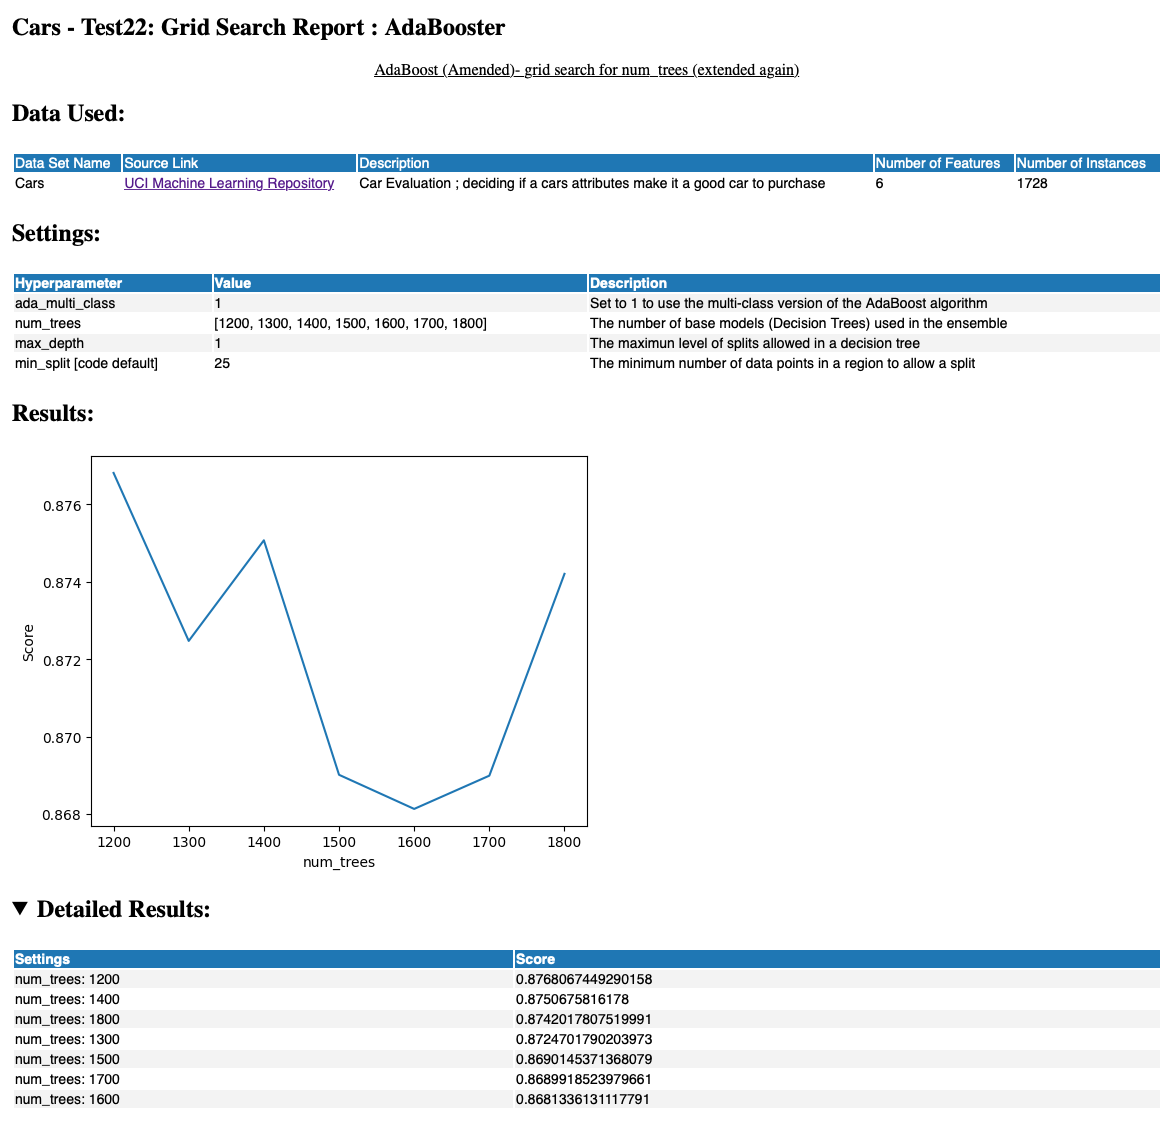 Cars - Test22: Grid Search Report : AdaBooster
AdaBoost (Amended)- grid search for num_trees (extended again)
Data Used:
Data Set Name Source Link Description Number of Features Number of Instances
Cars UCI Machine Learning Repository Car Evaluation ; deciding if a cars attributes make it a good car to purchase 6 1728
Settings:
Hyperparameter Value Description
ada_multi_class 1 Set to 1 to use the multi-class version of the AdaBoost algorithm
num_trees [1200, 1300, 1400, 1500, 1600, 1700, 1800] The number of base models (Decision Trees) used in the ensemble
max_depth 1 The maximun level of splits allowed in a decision tree
min_split [code default] 25 The minimum number of data points in a region to allow a split
Results:
0.876
0.874
0.872
0.870
0.868
Score
1200 1300 1400 1500 1600 1700 1800
num_trees
▼ Detailed Results:
Settings Score
num_trees: 1200 0.8768067449290158
num_trees: 1400 0.8750675816178
num_trees: 1800 0.8742017807519991
num_trees: 1300 0.8724701790203973
num_trees: 1500 0.8690145371368079
num_trees: 1700 0.8689918523979661
num_trees: 1600 0.8681336131117791